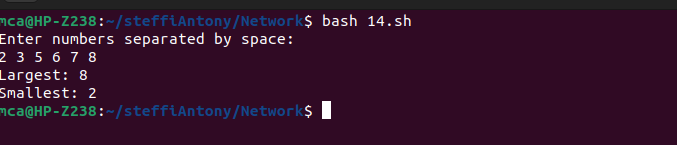 mca@HP-Z238:~/steffiAntony/Network$ bash 14.sh
Enter numbers separated by space:
2 3 5 6 7 8
Largest: 8
Smallest: 2
mca@HP-Z238:~/steffiAntony/Network$